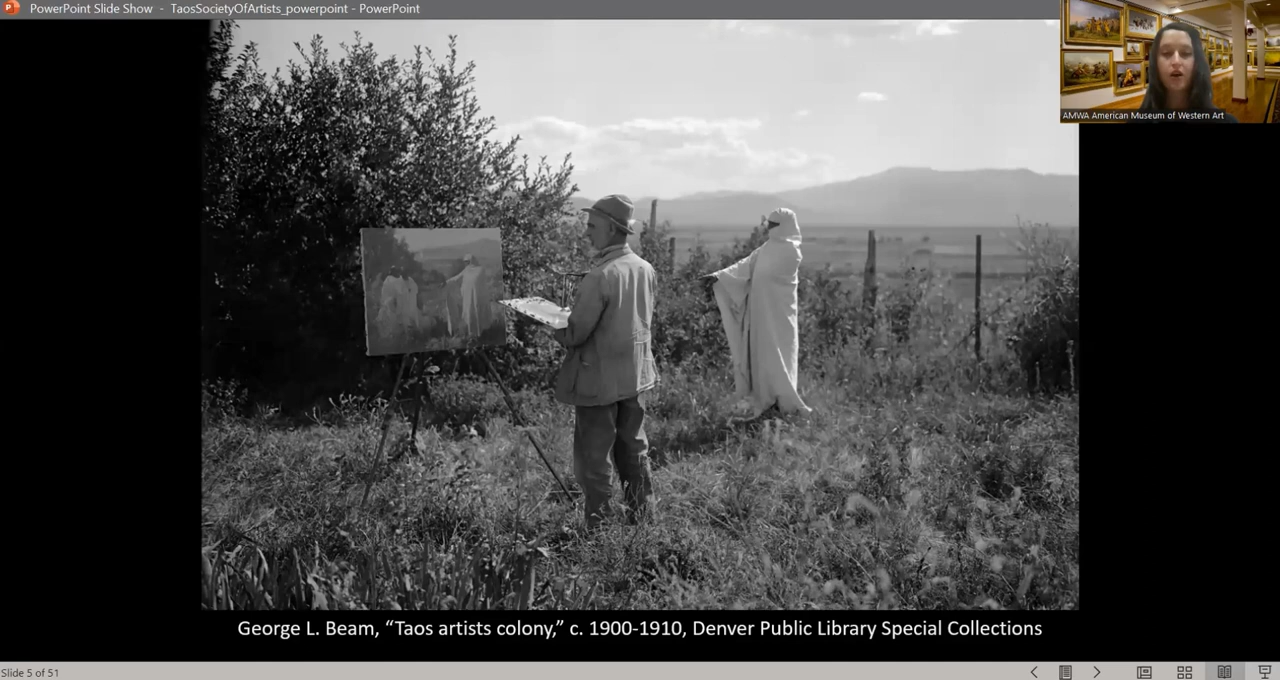 PowerPoint Slide Show - TaosSocietyOfArtists_powerpoint - PowerPoint
AMWA American Museum of Western Art
George L. Beam, “Taos artists colony,” c. 1900-1910, Denver Public Library Special Collections
Slide 5 of 51